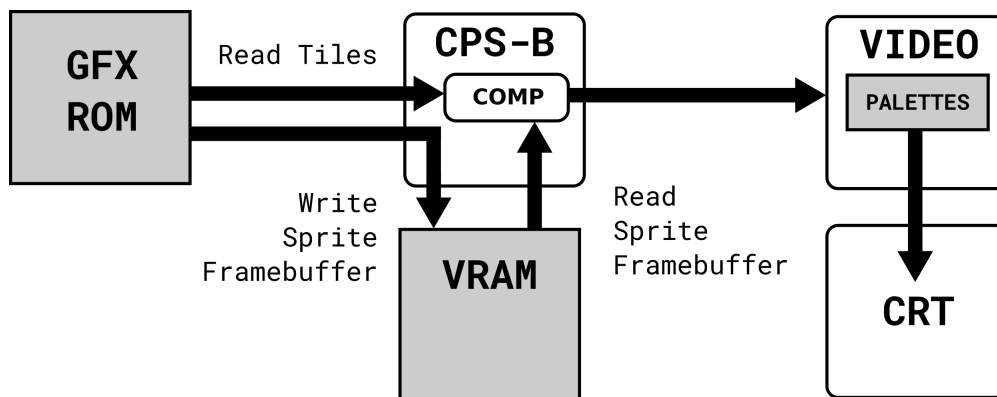 GFX
ROM
Read Tiles
CPS-B
COMP
VIDEO
PALETTES
Write
Sprite
Framebuffer
VRAM
Read
Sprite
Framebuffer
CRT